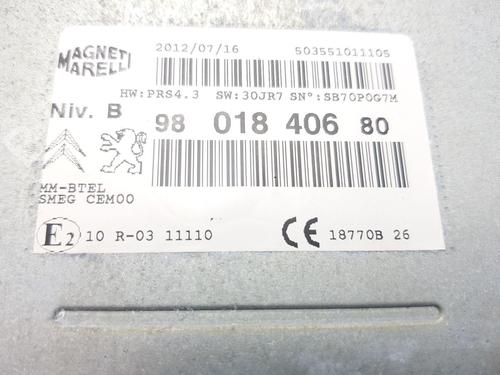 MAGNETI MARELLI
2012/07/16 503551011105
HW:PRS4.3 SW:30JR7 SN°:SB70P0G7M
Niv. B
98 018 406 80
MM-BTEL
SMEG CEM00
E2 10 R-03 11110 CE 18770B 26